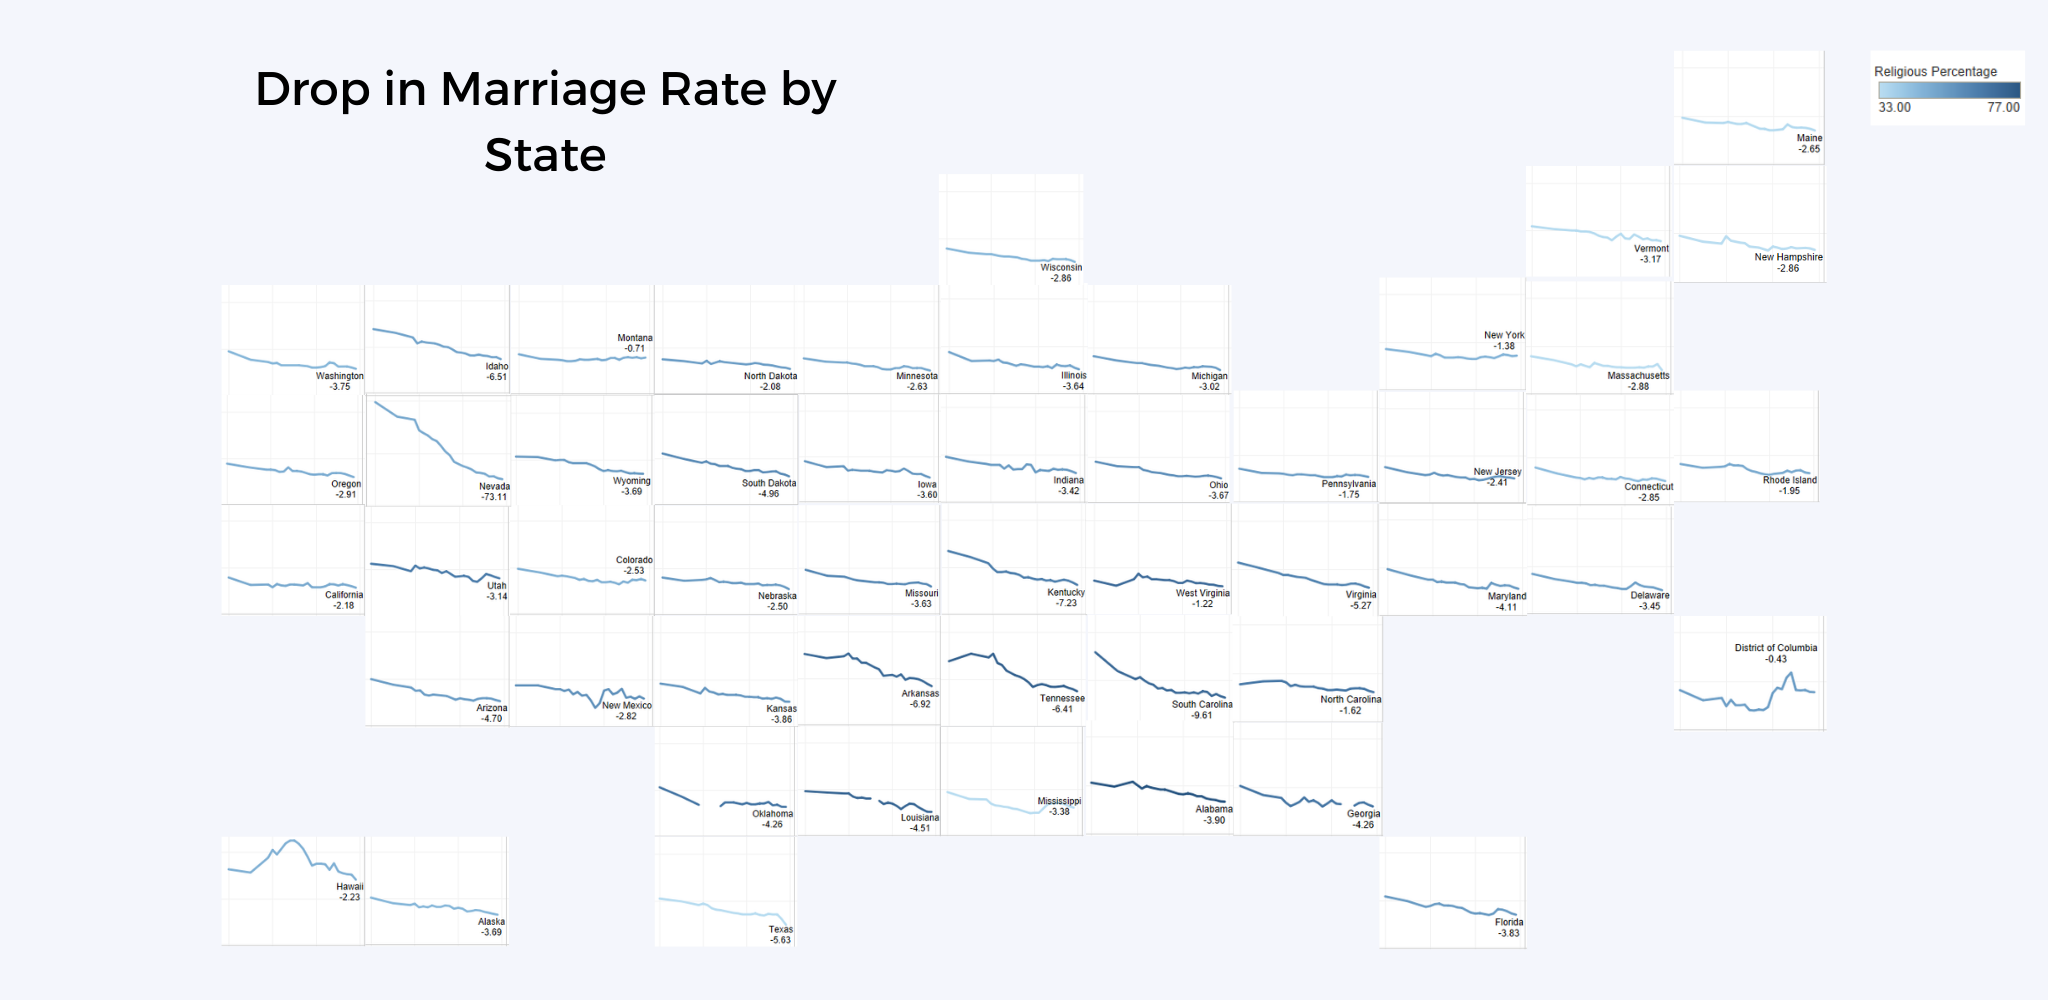 Drop in Marriage Rate by
State
Religious Percentage
33.00 77.00
Maine
-2.65
Wisconsin
-2.86
Vermont
-3.17
New Hampshire
-2.86
Washington
-3.75
Idaho
-6.51
Montana
-0.71
North Dakota
-2.08
Minnesota
-2.63
Illinois
-3.64
Michigan
-3.02
New York
-1.38
Massachusetts
-2.88
Oregon
-2.91
Nevada
-73.11
Wyoming
-3.69
South Dakota
-4.96
Iowa
-3.60
Indiana
-3.42
Ohio
-3.67
Pennsylvania
-1.75
New Jersey
-2.41
Connecticut
-2.85
Rhode Island
-1.95
California
-2.18
Utah
-3.14
Colorado
-2.53
Nebraska
-2.50
Missouri
-3.63
Kentucky
-7.23
West Virginia
-1.22
Virginia
-5.27
Maryland
-4.11
Delaware
-3.45
Arizona
-4.70
New Mexico
-2.82
Kansas
-3.86
Arkansas
-6.92
Tennessee
-6.41
South Carolina
-9.61
North Carolina
-1.62
District of Columbia
-0.43
Oklahoma
-4.26
Louisiana
-4.51
Mississippi
-3.38
Alabama
-3.90
Georgia
-4.26
Hawaii
-2.23
Alaska
-3.69
Texas
-5.63
Florida
-3.83